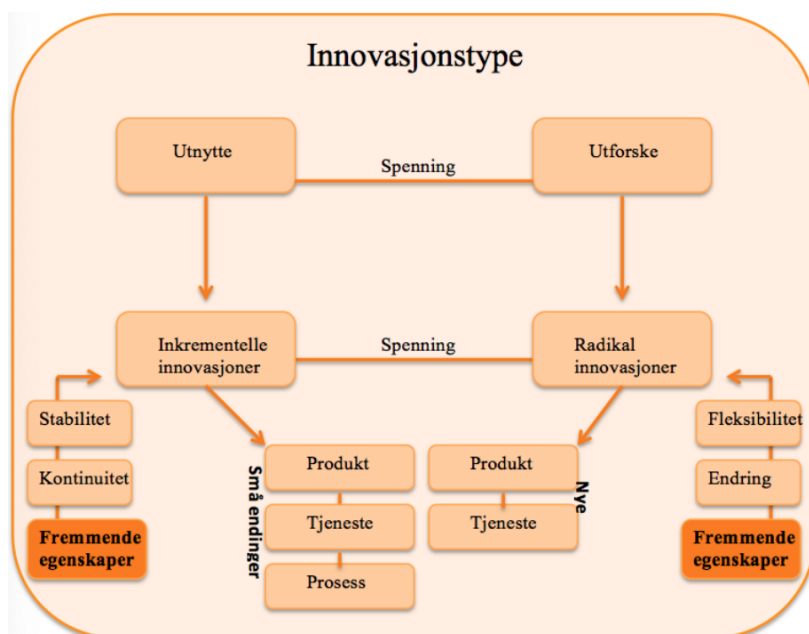 Innovasjonstype
Utnytte
Spenning
Utforske
Inkrementelle
innovasjoner
Spenning
Radikal
innovasjoner
Stabilitet
Kontinuitet
Fremmende
egenskaper
Små endinger
Produkt
Tjeneste
Prosess
Produkt
Tjeneste
Nye
Fleksibilitet
Endring
Fremmende
egenskaper